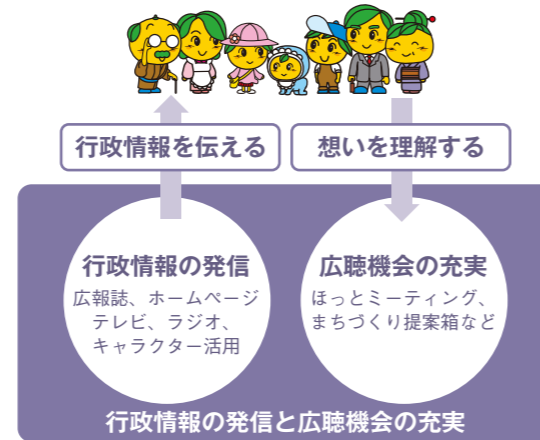 行政情報を伝える
想いを理解する
行政情報の発信
広報誌、ホームページ
テレビ、ラジオ、
キャラクター活用
広聴機会の充実
ほっとミーティング、
まちづくり提案箱など
行政情報の発信と広聴機会の充実